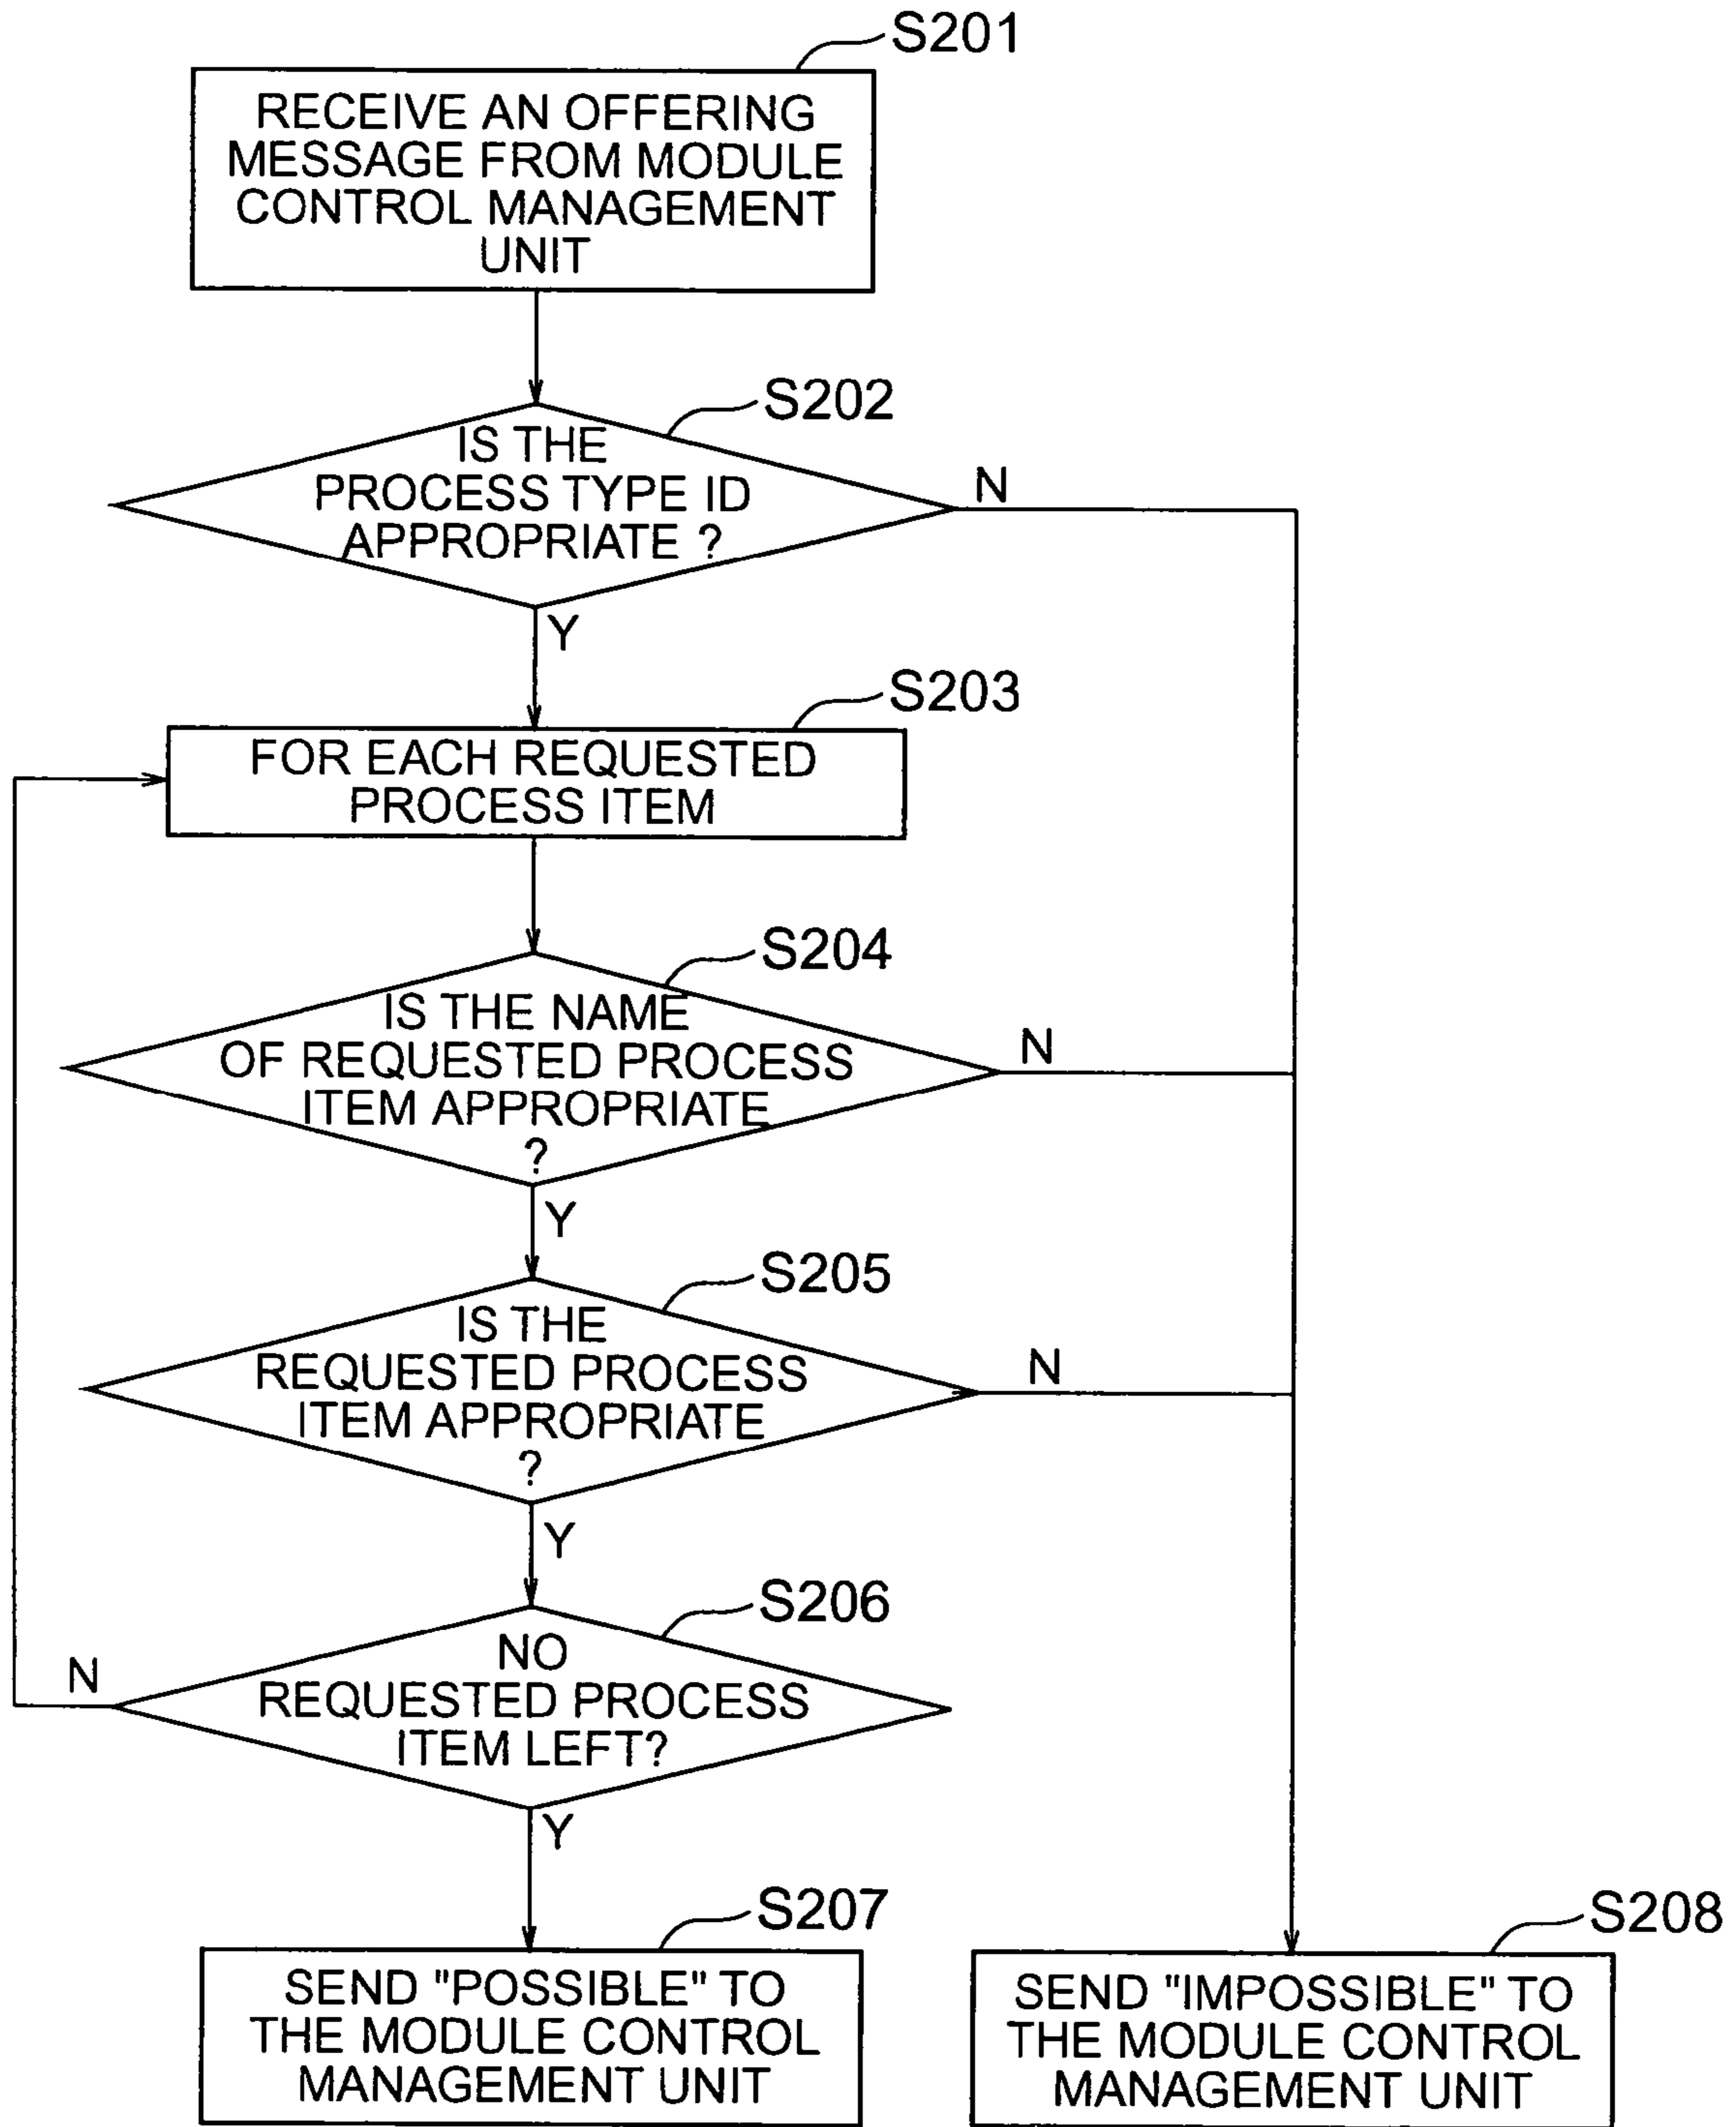 S201
RECEIVE AN OFFERING
MESSAGE FROM MODULE
CONTROL MANAGEMENT
UNIT
S202
IS THE
PROCESS TYPE ID
APPROPRIATE ?
N
Y
S203
FOR EACH REQUESTED
PROCESS ITEM
S204
IS THE NAME
OF REQUESTED PROCESS
ITEM APPROPRIATE
?
N
Y
S205
IS THE
REQUESTED PROCESS
ITEM APPROPRIATE
?
N
Y
S206
NO
REQUESTED PROCESS
ITEM LEFT?
N
Y
S207
SEND "POSSIBLE" TO
THE MODULE CONTROL
MANAGEMENT UNIT
S208
SEND "IMPOSSIBLE" TO
THE MODULE CONTROL
MANAGEMENT UNIT